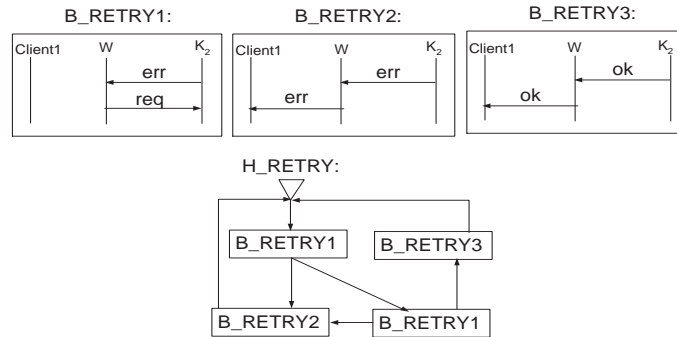 B_RETRY1: B_RETRY2: B_RETRY3:
Client1 W K2 Client1 W K2 Client1 W K2
err err ok
req err ok
H_RETRY:
B_RETRY1 B_RETRY3
B_RETRY2 B_RETRY1